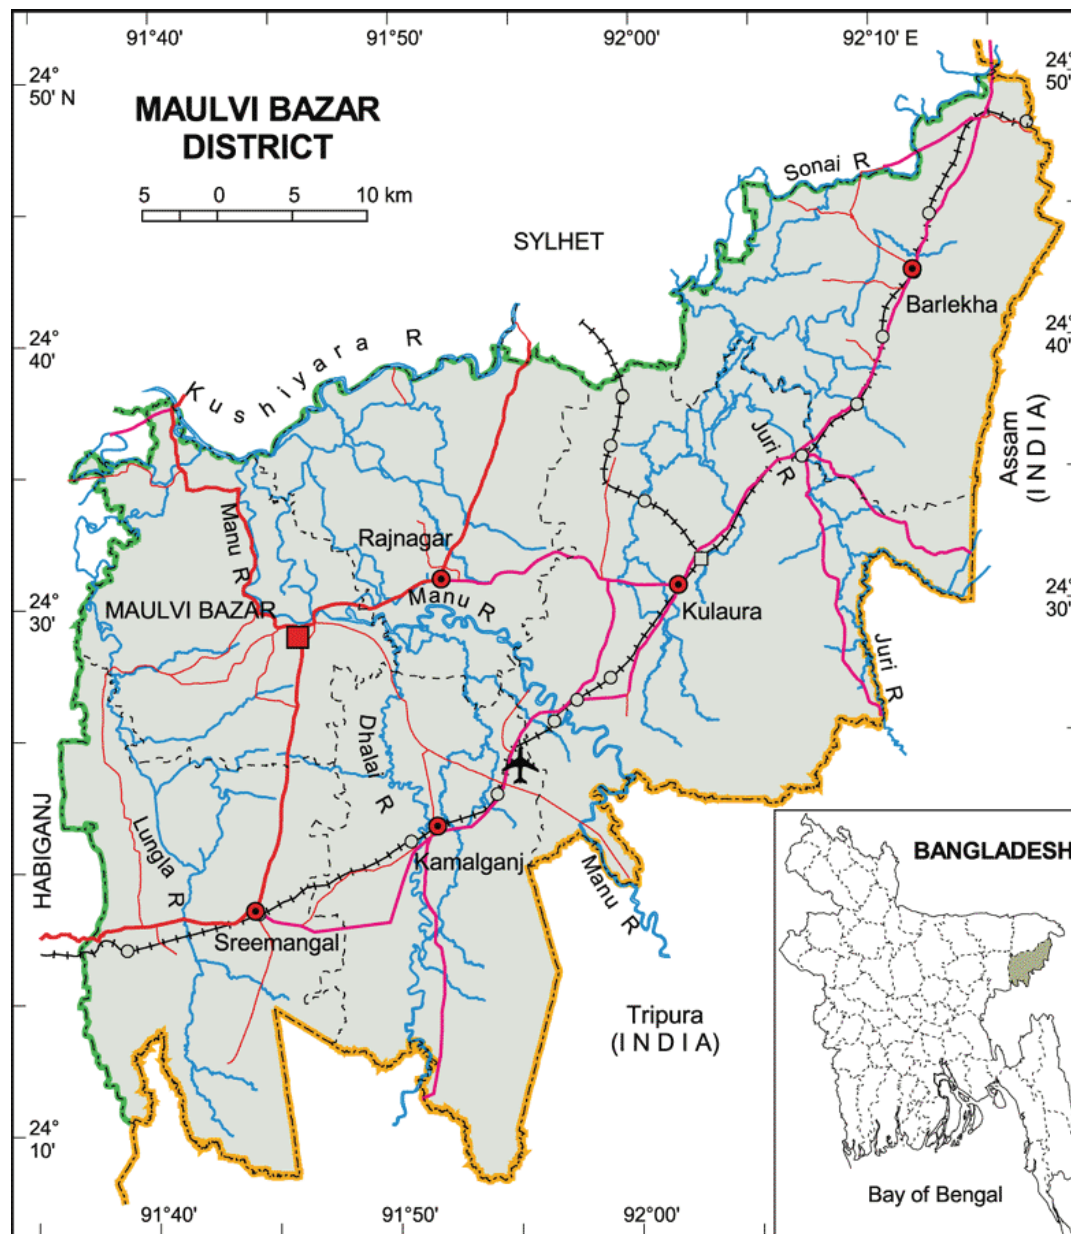 91°40'
91°50'
92°00'
92°10' E
24°
50' N
24°
50'
MAULVI BAZAR
DISTRICT
5 0 5 10 km
Sonai R
SYLHET
Barlekha
24°
40'
24°
40'
Kushiyara R
Juri R
Assam
(INDIA)
Manu R
Rajnagar
Manu R
MAULVI BAZAR
Kulaura
24°
30'
24°
30'
Juri R
Dhalai R
HABIGANJ
Lungla R
Kamalganj
Manu R
Sreemangal
BANGLADESH
Tripura
(INDIA)
24°
10'
Bay of Bengal
91°40'
91°50'
92°00'